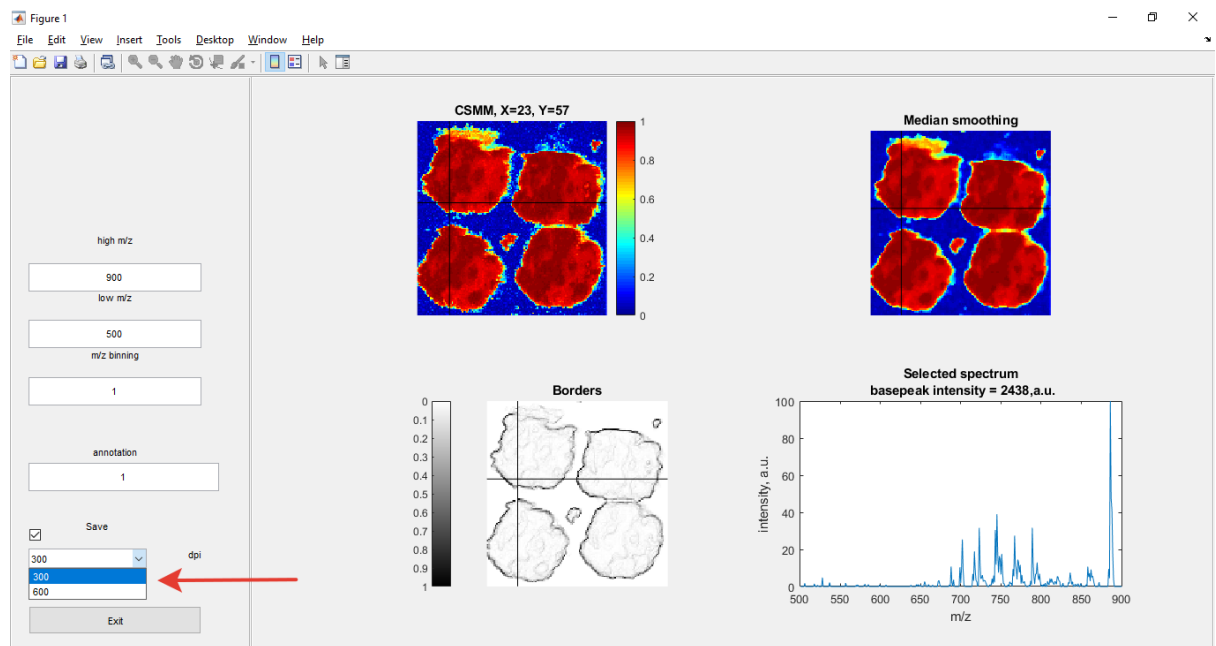 Figure 1
File Edit View Insert Tools Desktop Window Help
high m/z
900
low m/z
500
m/z binning
1
annotation
1
Save
300
dpi
300
600
Exit
CSMM, X=23, Y=57
1
0.8
0.6
0.4
0.2
0
Median smoothing
Borders
0
0.1
0.2
0.3
0.4
0.5
0.6
0.7
0.8
0.9
1
Selected spectrum
basepeak intensity = 2438,a.u.
intensity, a.u.
100
80
60
40
20
0
500 550 600 650 700 750 800 850 900
m/z